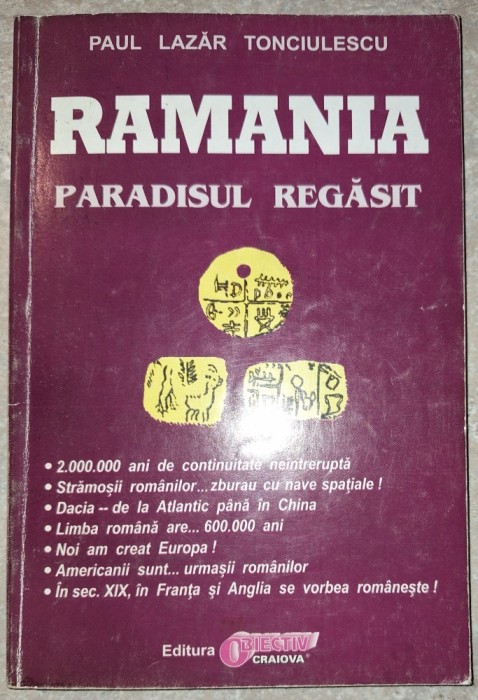 PAUL LAZĂR TONCIULESCU
RAMANIA
PARADISUL REGĂSIT
• 2.000.000 ani de continuitate neîntreruptă
• Strămoșii românilor... zburau cu nave spațiale !
• Dacia -- de la Atlantic până în China
• Limba română are... 600.000 ani
• Noi am creat Europa !
• Americanii sunt... urmașii românilor
• În sec. XIX, în Franța și Anglia se vorbea românește !
Editura OBIECTIV
CRAIOVA